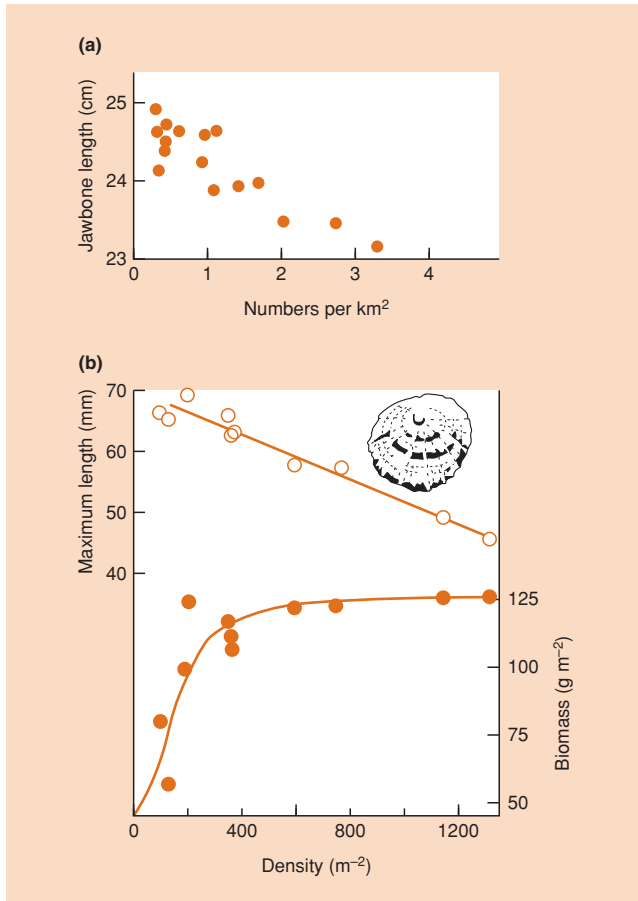 (a)
Jawbone length (cm)
25
24
23
0 1 2 3 4
Numbers per km²
(b)
Maximum length (mm)
70
60
50
40
125
100
75
50
Biomass (g m⁻²)
0 400 800 1200
Density (m⁻²)